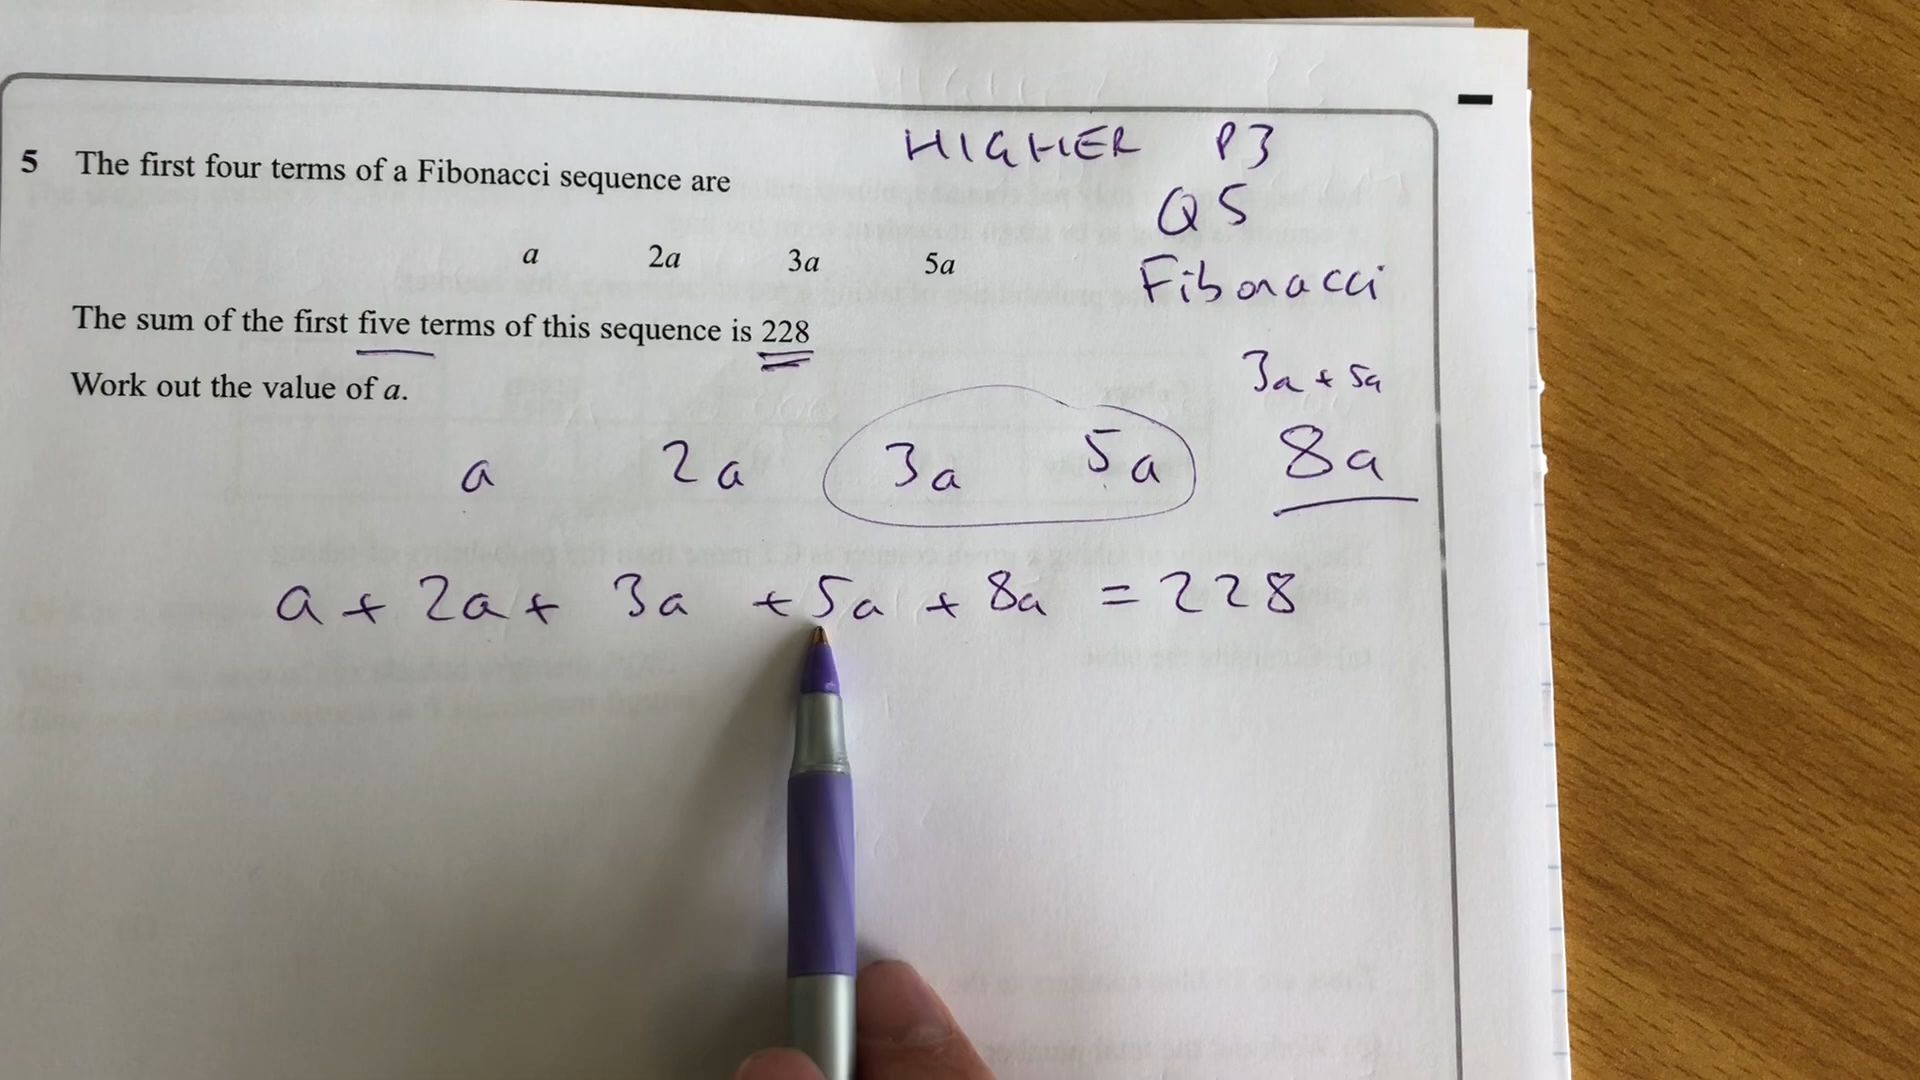 HIGHER P3
5 The first four terms of a Fibonacci sequence are
Q5
a 2a 3a 5a
Fibonacci
The sum of the first five terms of this sequence is 228
3a + 5a
Work out the value of a.
a 2a 3a 5a 8a
a + 2a + 3a + 5a + 8a = 228